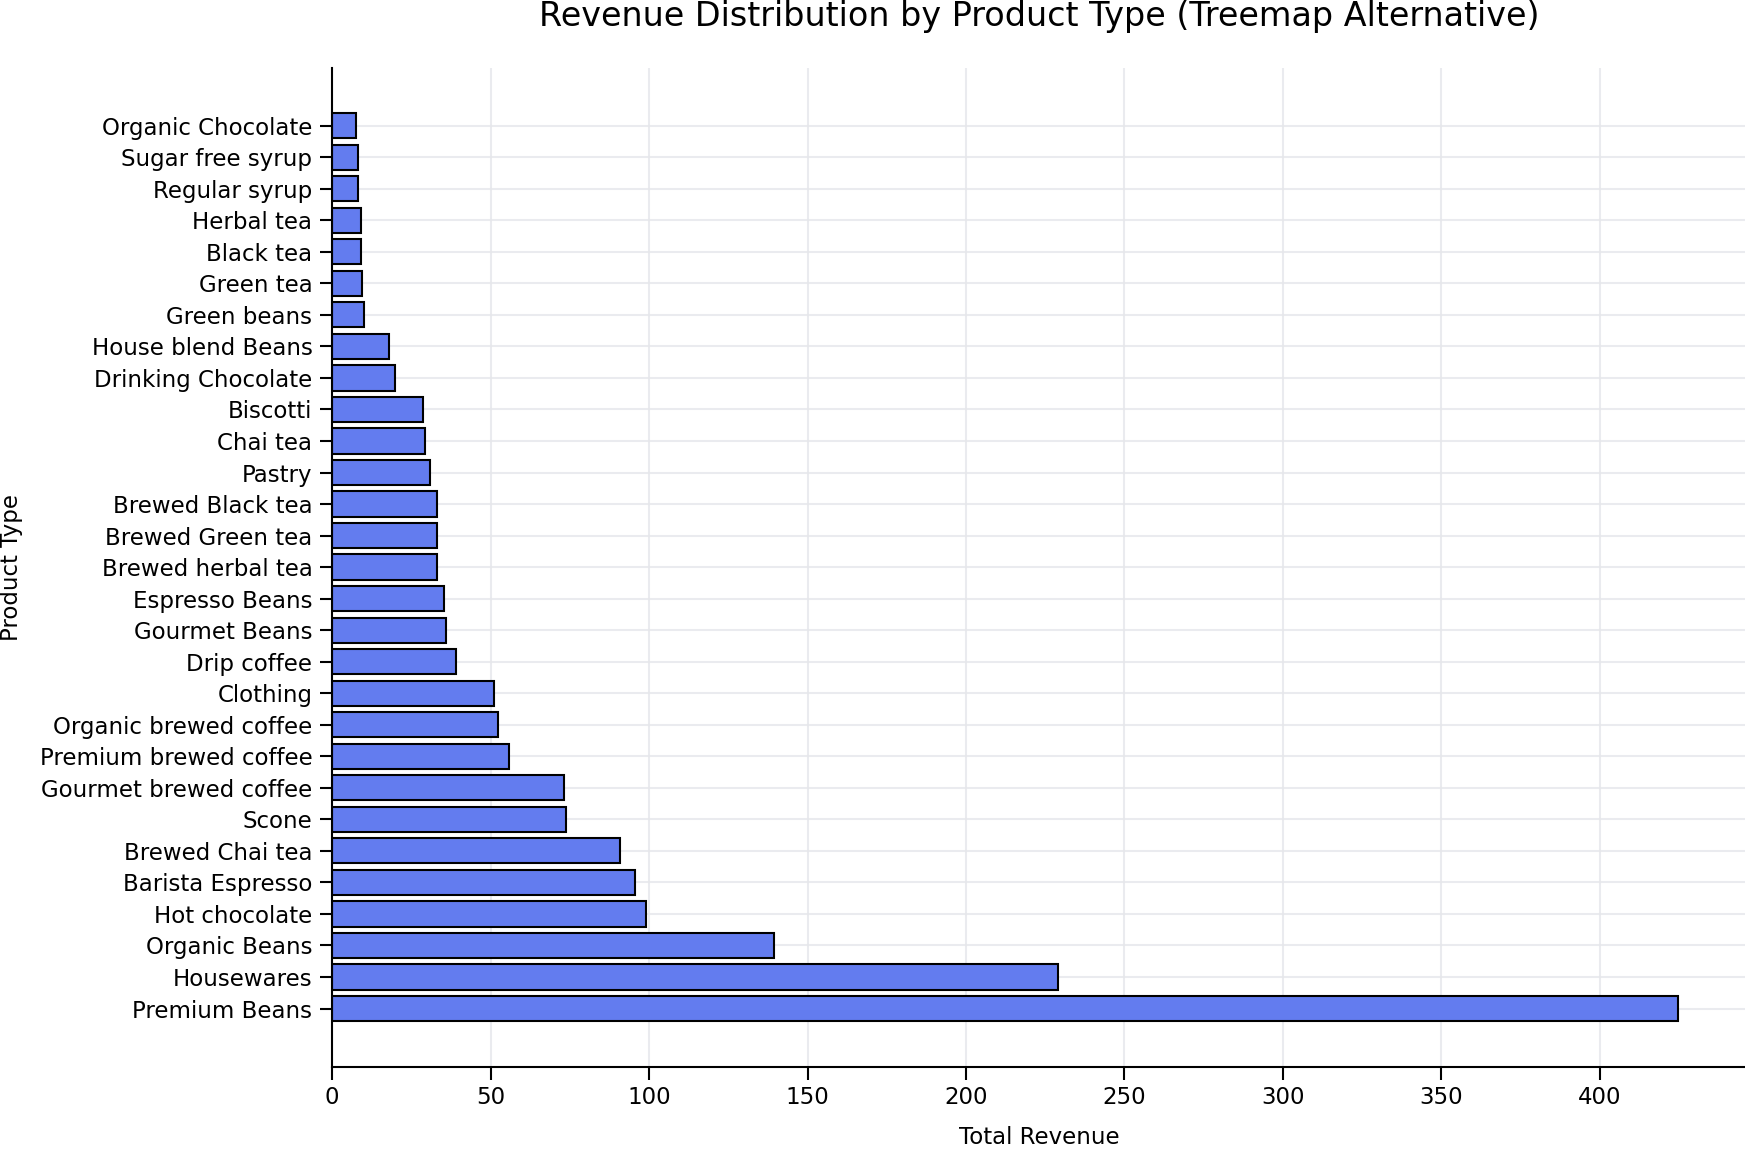 Revenue Distribution by Product Type (Treemap Alternative)
Organic Chocolate
Sugar free syrup
Regular syrup
Herbal tea
Black tea
Green tea
Green beans
House blend Beans
Drinking Chocolate
Biscotti
Chai tea
Pastry
Brewed Black tea
Brewed Green tea
Brewed herbal tea
Espresso Beans
Gourmet Beans
Drip coffee
Clothing
Organic brewed coffee
Premium brewed coffee
Gourmet brewed coffee
Scone
Brewed Chai tea
Barista Espresso
Hot chocolate
Organic Beans
Housewares
Premium Beans
Product Type
0 50 100 150 200 250 300 350 400
Total Revenue